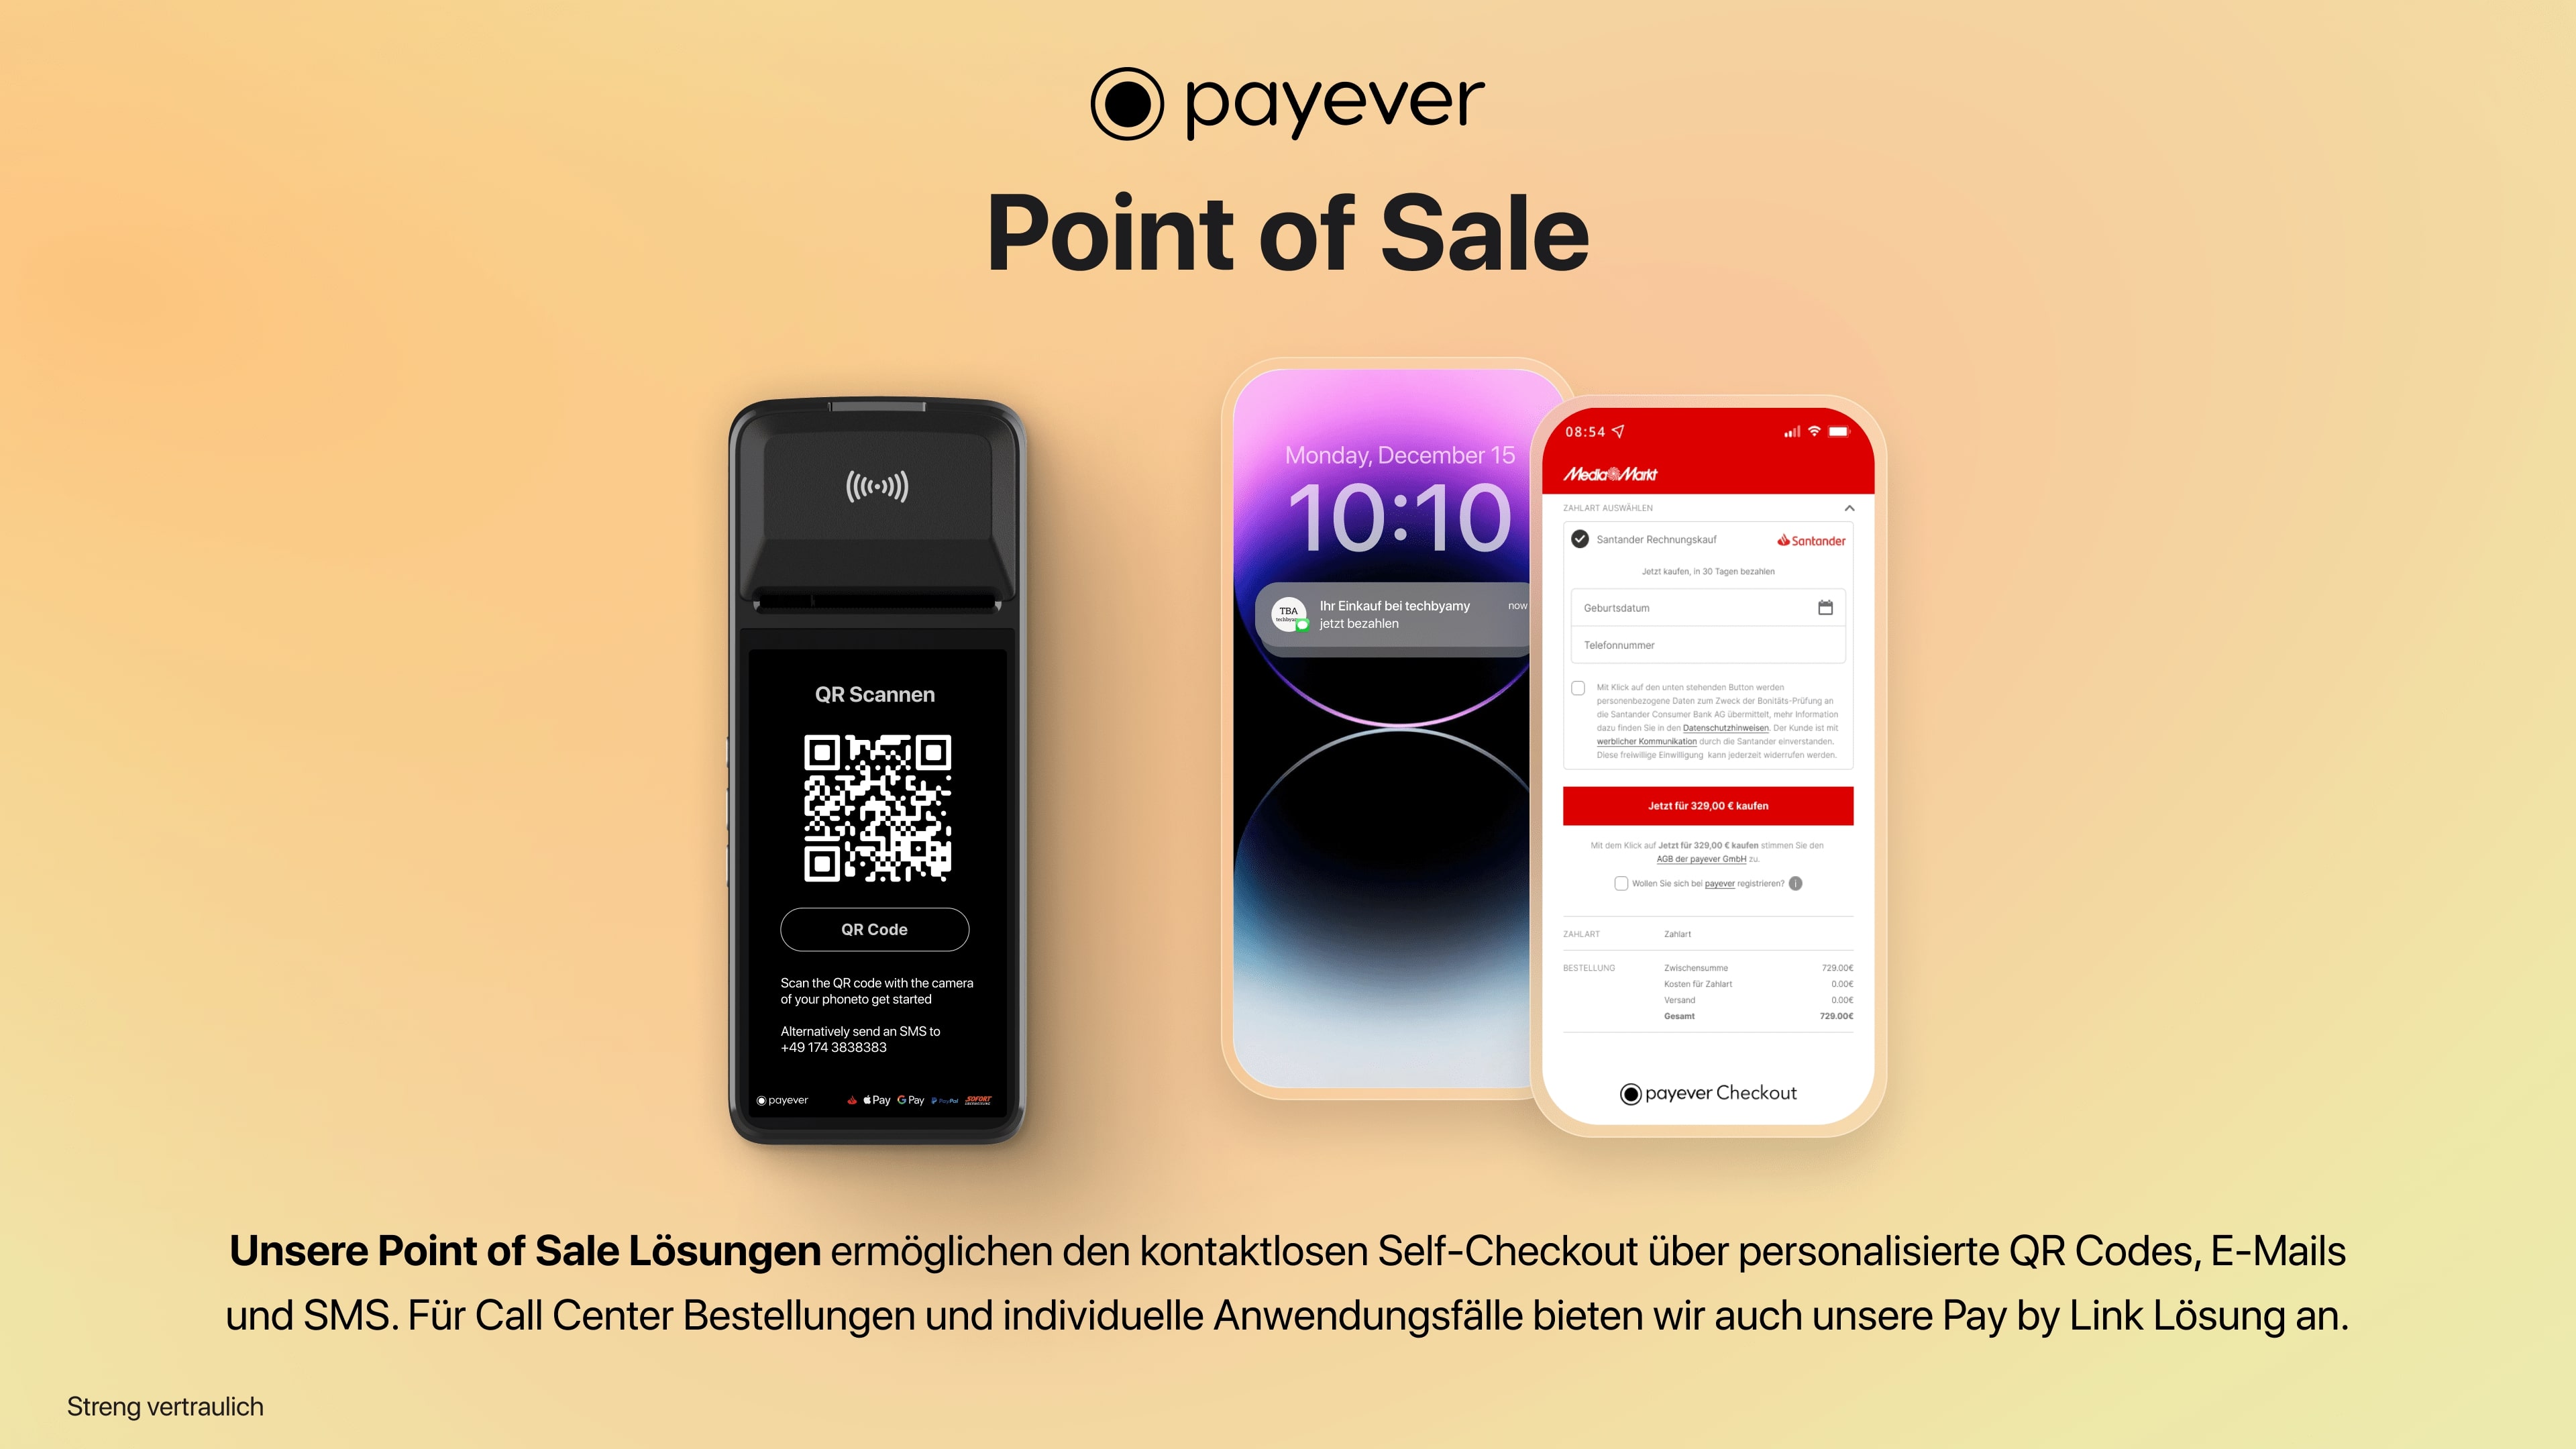 payever
Point of Sale
QR Scannen
QR Code
Scan the QR code with the camera
of your phoneto get started
Alternatively send an SMS to
+49 174 3838383
payever
Pay
G Pay
PayPal
SOFORT
ÜBERWEISUNG
Monday, December 15
10:10
TBA
techbyamy
Ihr Einkauf bei techbyamy
now
jetzt bezahlen
08:54
Media Markt
ZAHLART AUSWÄHLEN
Santander Rechnungskauf
Santander
Jetzt kaufen, in 30 Tagen bezahlen
Geburtsdatum
Telefonnummer
Mit Klick auf den unten stehenden Button werden
personenbezogene Daten zum Zweck der Bonitäts-Prüfung an
die Santander Consumer Bank AG übermittelt, mehr Information
dazu finden Sie in den Datenschutzhinweisen. Der Kunde ist mit
werblicher Kommunikation durch die Santander einverstanden.
Diese freiwillige Einwilligung kann jederzeit widerrufen werden.
Jetzt für 329,00 € kaufen
Mit dem Klick auf Jetzt für 329,00 € kaufen stimmen Sie den
AGB der payever GmbH zu.
Wollen Sie sich bei payever registrieren? i
ZAHLART Zahlart
BESTELLUNG Zwischensumme 729.00€
Kosten für Zahlart 0.00€
Versand 0.00€
Gesamt 729.00€
payever Checkout
Unsere Point of Sale Lösungen ermöglichen den kontaktlosen Self-Checkout über personalisierte QR Codes, E-Mails
und SMS. Für Call Center Bestellungen und individuelle Anwendungsfälle bieten wir auch unsere Pay by Link Lösung an.
Streng vertraulich